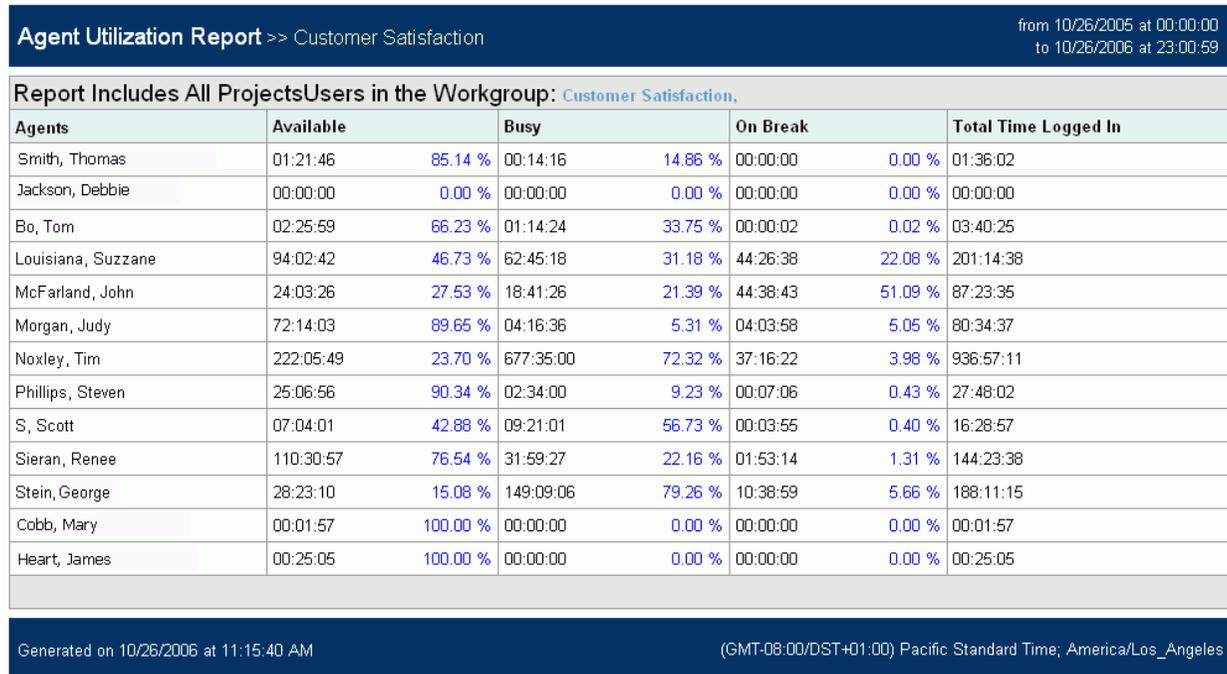 Agent Utilization Report >> Customer Satisfaction
from 10/26/2005 at 00:00:00
to 10/26/2006 at 23:00:59
Report Includes All ProjectsUsers in the Workgroup: Customer Satisfaction,
Agents Available Busy On Break Total Time Logged In
Smith, Thomas 01:21:46 85.14 % 00:14:16 14.86 % 00:00:00 0.00 % 01:36:02
Jackson, Debbie 00:00:00 0.00 % 00:00:00 0.00 % 00:00:00 0.00 % 00:00:00
Bo, Tom 02:25:59 66.23 % 01:14:24 33.75 % 00:00:02 0.02 % 03:40:25
Louisiana, Suzzane 94:02:42 46.73 % 62:45:18 31.18 % 44:26:38 22.08 % 201:14:38
McFarland, John 24:03:26 27.53 % 18:41:26 21.39 % 44:38:43 51.09 % 87:23:35
Morgan, Judy 72:14:03 89.65 % 04:16:36 5.31 % 04:03:58 5.05 % 80:34:37
Noxley, Tim 222:05:49 23.70 % 677:35:00 72.32 % 37:16:22 3.98 % 936:57:11
Phillips, Steven 25:06:56 90.34 % 02:34:00 9.23 % 00:07:06 0.43 % 27:48:02
S, Scott 07:04:01 42.88 % 09:21:01 56.73 % 00:03:55 0.40 % 16:28:57
Sieran, Renee 110:30:57 76.54 % 31:59:27 22.16 % 01:53:14 1.31 % 144:23:38
Stein, George 28:23:10 15.08 % 149:09:06 79.26 % 10:38:59 5.66 % 188:11:15
Cobb, Mary 00:01:57 100.00 % 00:00:00 0.00 % 00:00:00 0.00 % 00:01:57
Heart, James 00:25:05 100.00 % 00:00:00 0.00 % 00:00:00 0.00 % 00:25:05
Generated on 10/26/2006 at 11:15:40 AM
(GMT-08:00/DST+01:00) Pacific Standard Time; America/Los_Angeles